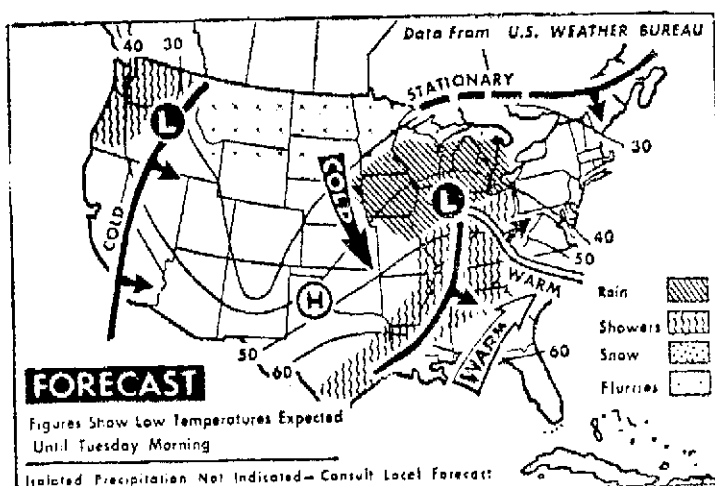 Data From U.S. WEATHER BUREAU
40 30
STATIONARY
L
30
COLD
L
COLD
40
50
WARM
H
Rain
Showers
Snow
Flurries
50
60
WARM
60
FORECAST
Figures Show Low Temperatures Expected
Until Tuesday Morning
Isolated Precipitation Not Indicated — Consult Local Forecast